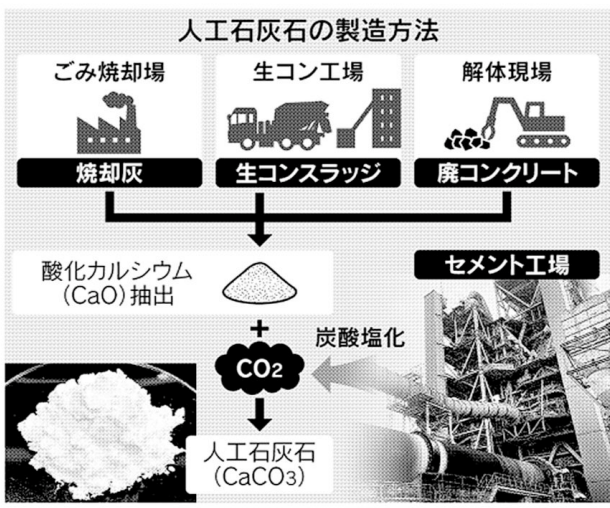 人工石灰石の製造方法
ごみ焼却場
生コン工場
解体現場
焼却灰
生コンスラッジ
廃コンクリート
酸化カルシウム
（CaO）抽出
セメント工場
+
炭酸塩化
CO2
人工石灰石
（CaCO3）